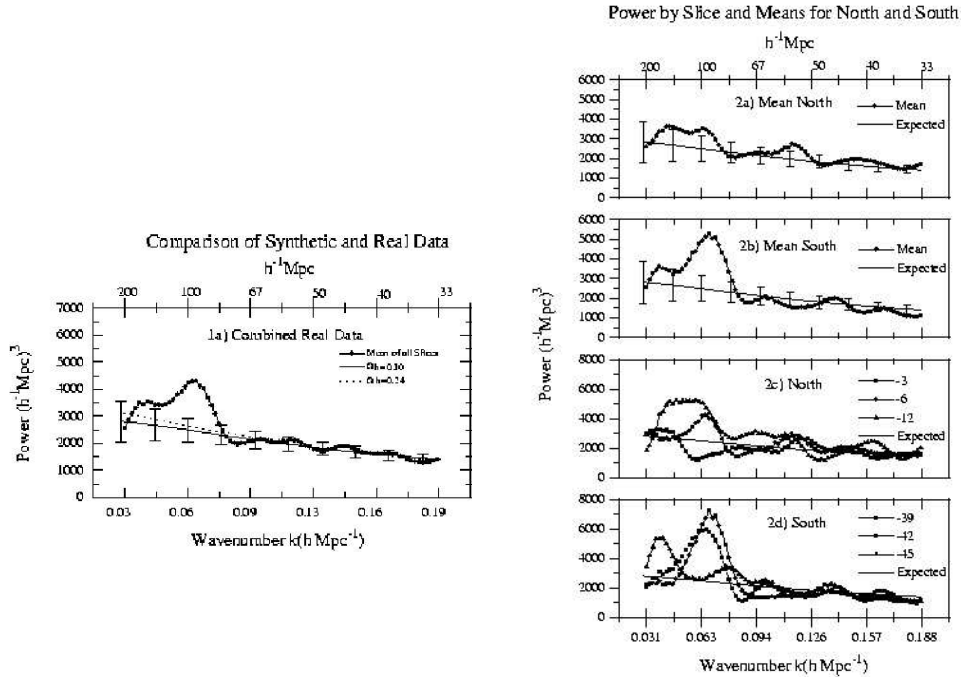 Comparison of Synthetic and Real Data
h⁻¹Mpc
200 100 67 50 40 33
7000
6000
5000
4000
3000
2000
1000
0
Power (h⁻¹Mpc)³
1a) Combined Real Data
Mean of all Slices
Ωh=0.30
Ωh=0.24
0.03 0.06 0.09 0.13 0.16 0.19
Wavenumber k(h Mpc⁻¹)
Power by Slice and Means for North and South
h⁻¹Mpc
200 100 67 50 40 33
6000
5000
4000
3000
2000
1000
0
2a) Mean North
Mean
Expected
6000
5000
4000
3000
2000
1000
0
2b) Mean South
Mean
Expected
Power (h⁻¹Mpc)³
8000
6000
4000
2000
0
2c) North
-3
-6
-12
Expected
8000
6000
4000
2000
0
2d) South
-39
-42
-45
Expected
0.031 0.063 0.094 0.126 0.157 0.188
Wavenumber k(h Mpc⁻¹)